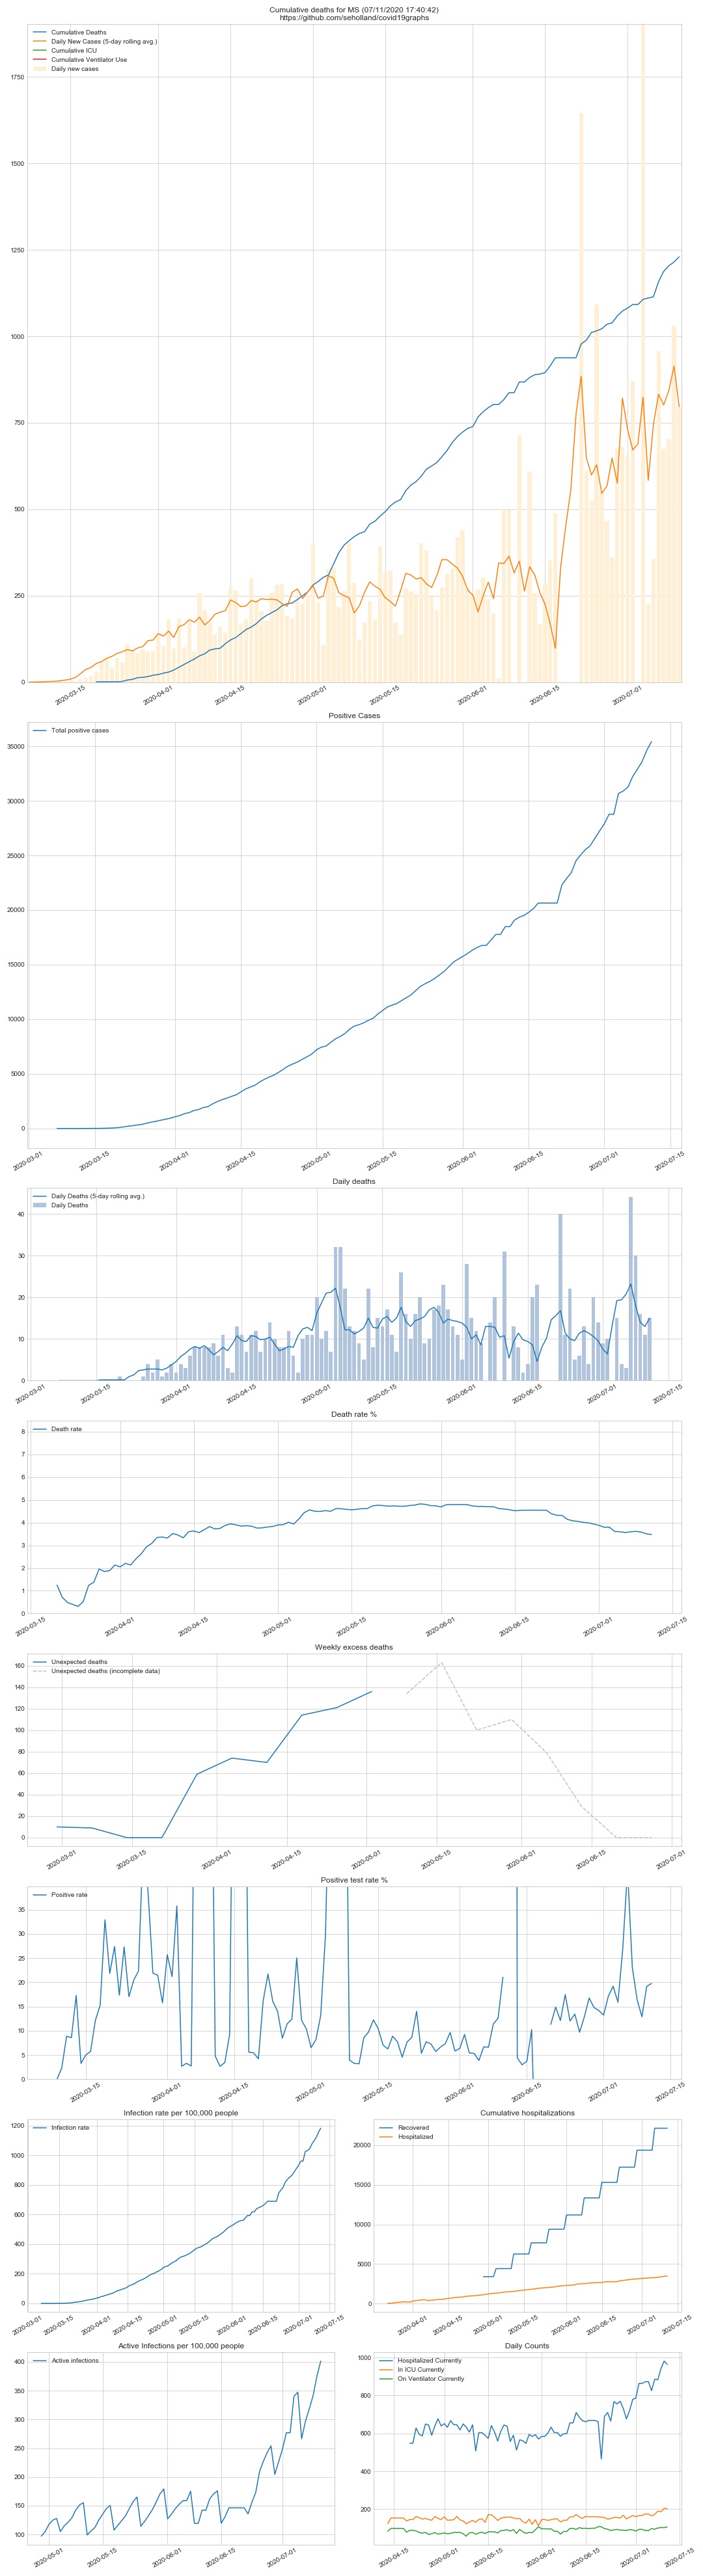 Cumulative deaths for MS (07/11/2020 17:40:42)
https://github.com/seholland/covid19graphs
Cumulative Deaths
Daily New Cases (5-day rolling avg.)
Cumulative ICU
Cumulative Ventilator Use
Daily new cases
1750
1500
1250
1000
750
500
250
0
2020-03-15 2020-04-01 2020-04-15 2020-05-01 2020-05-15 2020-06-01 2020-06-15 2020-07-01
Positive Cases
Total positive cases
35000
30000
25000
20000
15000
10000
5000
0
2020-03-01 2020-03-15 2020-04-01 2020-04-15 2020-05-01 2020-05-15 2020-06-01 2020-06-15 2020-07-01 2020-07-15
Daily deaths
Daily Deaths (5-day rolling avg.)
Daily Deaths
40
30
20
10
0
2020-03-01 2020-03-15 2020-04-01 2020-04-15 2020-05-01 2020-05-15 2020-06-01 2020-06-15 2020-07-01 2020-07-15
Death rate %
Death rate
8
7
6
5
4
3
2
1
0
2020-03-15 2020-04-01 2020-04-15 2020-05-01 2020-05-15 2020-06-01 2020-06-15 2020-07-01 2020-07-15
Weekly excess deaths
Unexpected deaths
Unexpected deaths (incomplete data)
160
140
120
100
80
60
40
20
0
2020-03-01 2020-03-15 2020-04-01 2020-04-15 2020-05-01 2020-05-15 2020-06-01 2020-06-15 2020-07-01
Positive test rate %
Positive rate
35
30
25
20
15
10
5
0
2020-03-15 2020-04-01 2020-04-15 2020-05-01 2020-05-15 2020-06-01 2020-06-15 2020-07-01 2020-07-15
Infection rate per 100,000 people
Infection rate
1200
1000
800
600
400
200
0
2020-03-01 2020-03-15 2020-04-01 2020-04-15 2020-05-01 2020-05-15 2020-06-01 2020-06-15 2020-07-01 2020-07-15
Cumulative hospitalizations
Recovered
Hospitalized
20000
15000
10000
5000
0
2020-04-01 2020-04-15 2020-05-01 2020-05-15 2020-06-01 2020-06-15 2020-07-01 2020-07-15
Active Infections per 100,000 people
Active infections
400
350
300
250
200
150
100
2020-05-01 2020-05-15 2020-06-01 2020-06-15 2020-07-01
Daily Counts
Hospitalized Currently
In ICU Currently
On Ventilator Currently
1000
800
600
400
200
2020-04-15 2020-05-01 2020-05-15 2020-06-01 2020-06-15 2020-07-01 2020-07-15